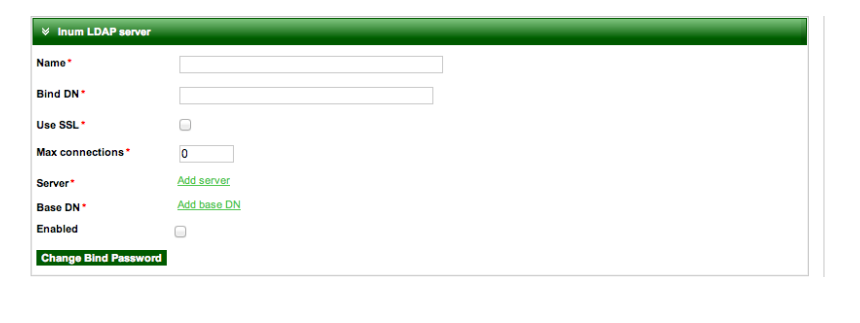 Inum LDAP server
Name*
Bind DN*
Use SSL*
Max connections* 0
Server* Add server
Base DN* Add base DN
Enabled
Change Bind Password